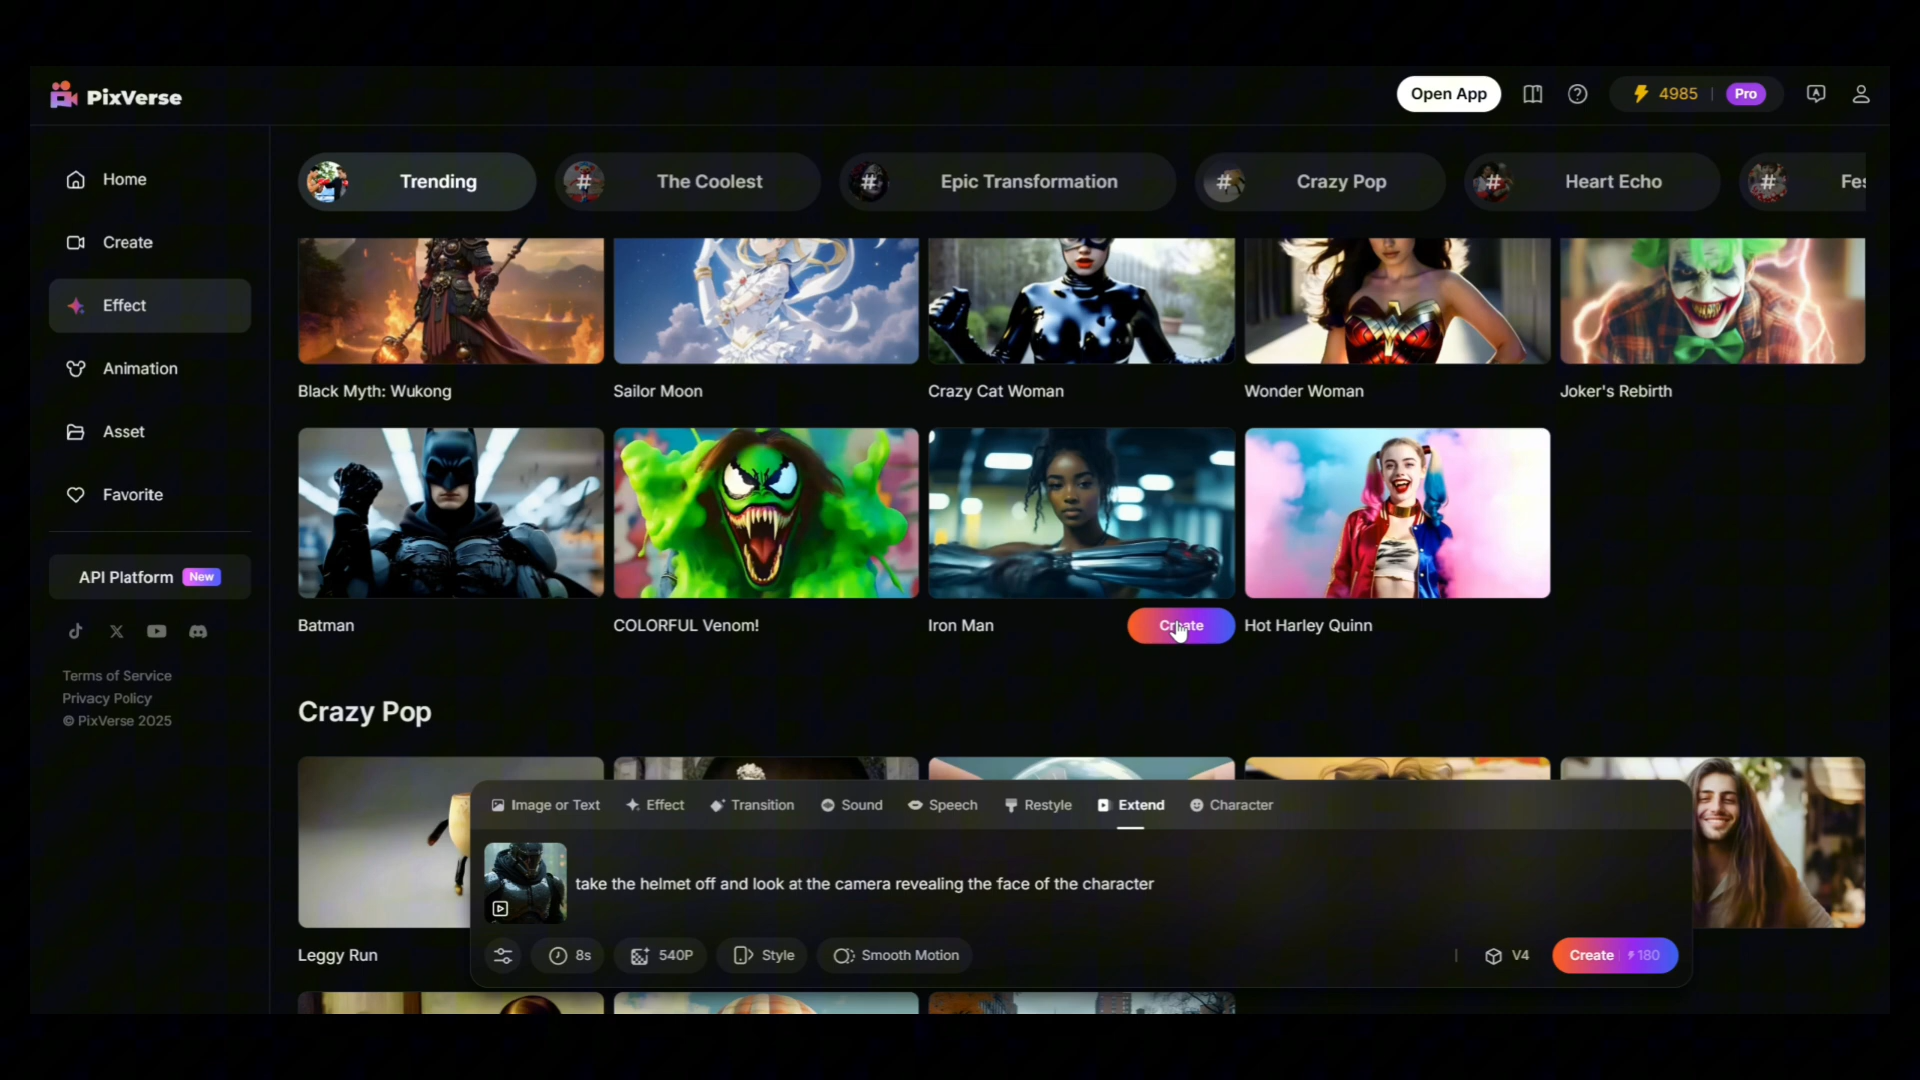 PixVerse
Open App
4985
Pro
Home
Create
Effect
Animation
Asset
Favorite
API Platform New
Terms of Service
Privacy Policy
© PixVerse 2025
Trending
# The Coolest
# Epic Transformation
# Crazy Pop
# Heart Echo
# Fes
Black Myth: Wukong
Sailor Moon
Crazy Cat Woman
Wonder Woman
Joker's Rebirth
Batman
COLORFUL Venom!
Iron Man
Create
Hot Harley Quinn
Crazy Pop
Leggy Run
Image or Text
Effect
Transition
Sound
Speech
Restyle
Extend
Character
take the helmet off and look at the camera revealing the face of the character
8s
540P
Style
Smooth Motion
V4
Create 180